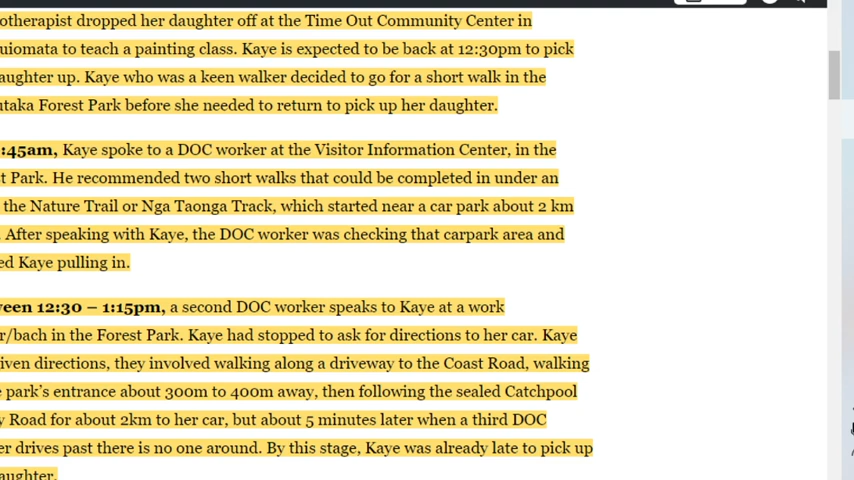 otherapist dropped her daughter off at the Time Out Community Center in
uiomata to teach a painting class. Kaye is expected to be back at 12:30pm to pick
aughter up. Kaye who was a keen walker decided to go for a short walk in the
utaka Forest Park before she needed to return to pick up her daughter.
:45am, Kaye spoke to a DOC worker at the Visitor Information Center, in the
t Park. He recommended two short walks that could be completed in under an
the Nature Trail or Nga Taonga Track, which started near a car park about 2 km
. After speaking with Kaye, the DOC worker was checking that carpark area and
ed Kaye pulling in.
veen 12:30 – 1:15pm, a second DOC worker speaks to Kaye at a work
r/bach in the Forest Park. Kaye had stopped to ask for directions to her car. Kaye
iven directions, they involved walking along a driveway to the Coast Road, walking
e park's entrance about 300m to 400m away, then following the sealed Catchpool
y Road for about 2km to her car, but about 5 minutes later when a third DOC
er drives past there is no one around. By this stage, Kaye was already late to pick up
aughter.